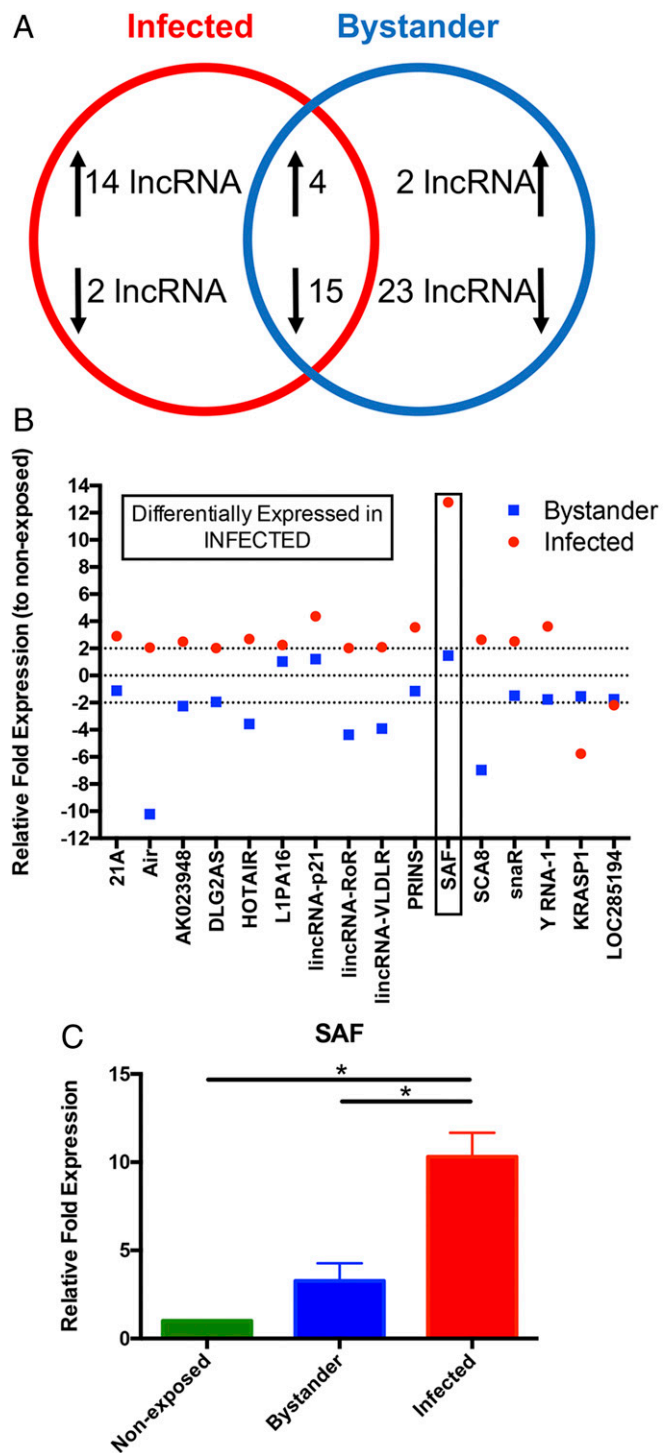 A
Infected Bystander
14 lncRNA 4 2 lncRNA
2 lncRNA 15 23 lncRNA
B
Relative Fold Expression (to non-exposed)
14
12
10
8
6
4
2
0
-2
-4
-6
-8
-10
-12
Differentially Expressed in
INFECTED
Bystander
Infected
21A
Air
AK023948
DLG2AS
HOTAIR
L1PA16
lincRNA-p21
lincRNA-RoR
lincRNA-VLDLR
PRINS
SAF
SCA8
snaR
Y RNA-1
KRASP1
LOC285194
C
SAF
Relative Fold Expression
15
10
5
0
*
*
Non-exposed
Bystander
Infected